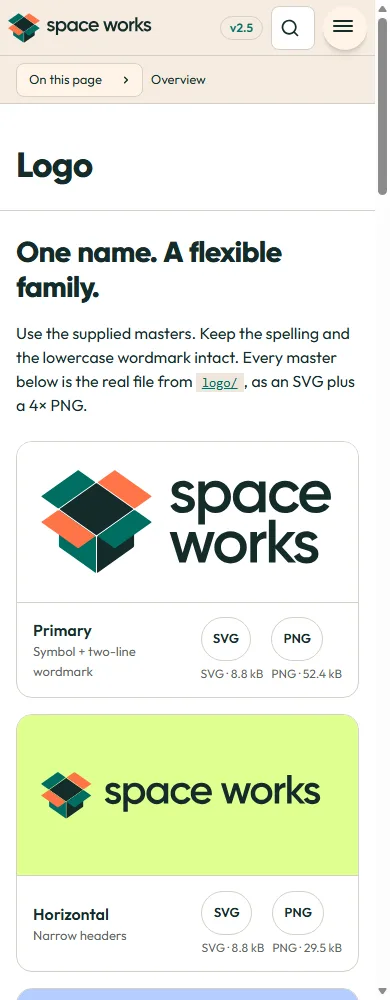 space works
v2.5
On this page
Overview
Logo
One name. A flexible
family.
Use the supplied masters. Keep the spelling and
the lowercase wordmark intact. Every master
below is the real file from logo/ , as an SVG plus
a 4× PNG.
space
works
Primary
Symbol + two-line
wordmark
SVG
PNG
SVG · 8.8 kB
PNG · 52.4 kB
space works
Horizontal
Narrow headers
SVG
PNG
SVG · 8.8 kB
PNG · 29.5 kB